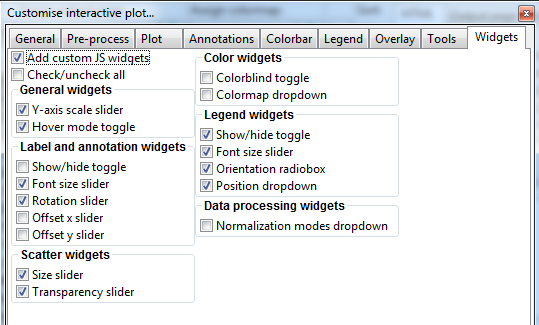 Customise interactive plot...
General Pre-process Plot Annotations Colorbar Legend Overlay Tools Widgets
Add custom JS widgets
Check/uncheck all
General widgets
Y-axis scale slider
Hover mode toggle
Label and annotation widgets
Show/hide toggle
Font size slider
Rotation slider
Offset x slider
Offset y slider
Scatter widgets
Size slider
Transparency slider
Color widgets
Colorblind toggle
Colormap dropdown
Legend widgets
Show/hide toggle
Font size slider
Orientation radiobox
Position dropdown
Data processing widgets
Normalization modes dropdown